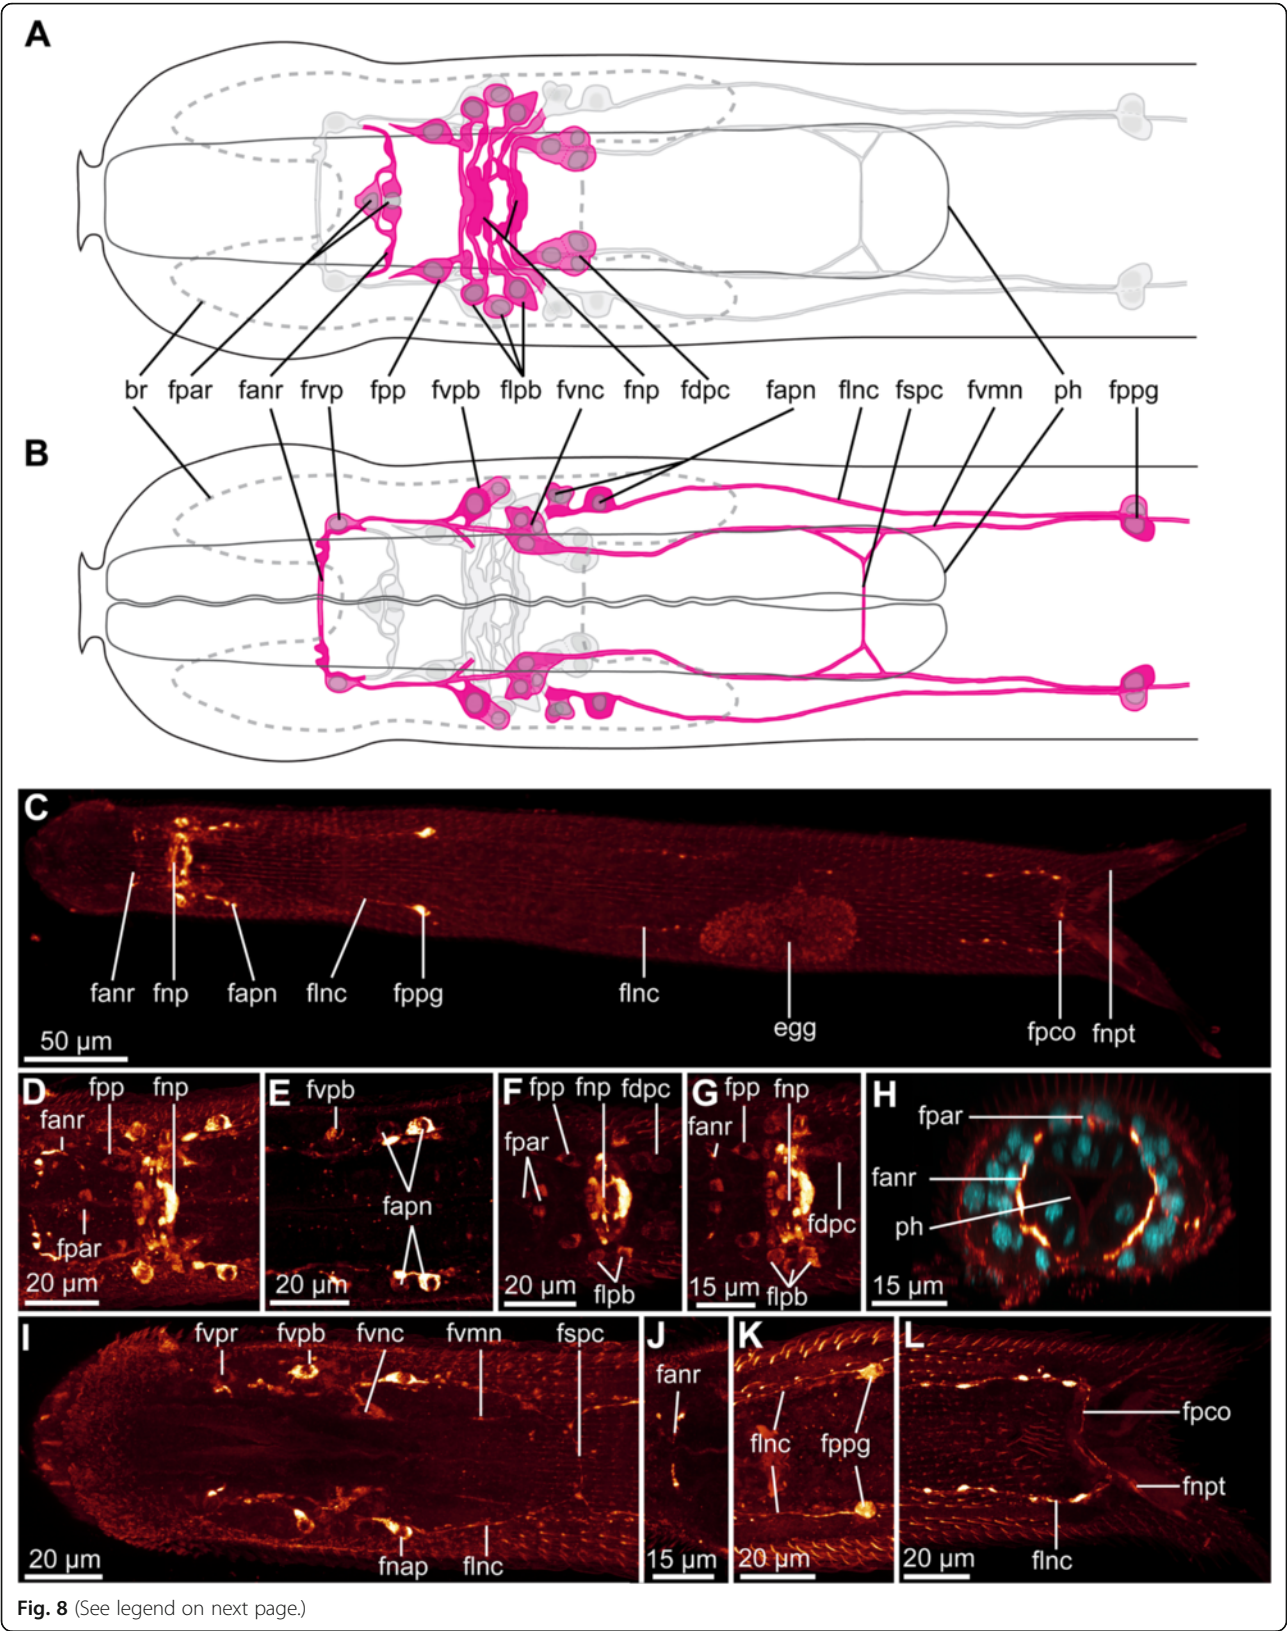 A
br fpar fanr frvp fpp fvpb flpb fvnc fnp fdpc fapn flnc fspc fvmn ph fppg
B
C
fanr fnp fapn flnc fppg flnc egg fpco fnpt
50 µm
D fpp fnp
fanr
fpar
20 µm
E fvpb
fapn
20 µm
F fpp fnp fdpc
fpar
20 µm flpb
G fpp fnp
fanr
fdpc
15 µm flpb
H
fpar
fanr
ph
15 µm
I fvpr fvpb fvnc fvmn fspc
20 µm fnap flnc
J
fanr
15 µm
K
flnc fppg
20 µm
L
fpco
fnpt
20 µm flnc
Fig. 8 (See legend on next page.)